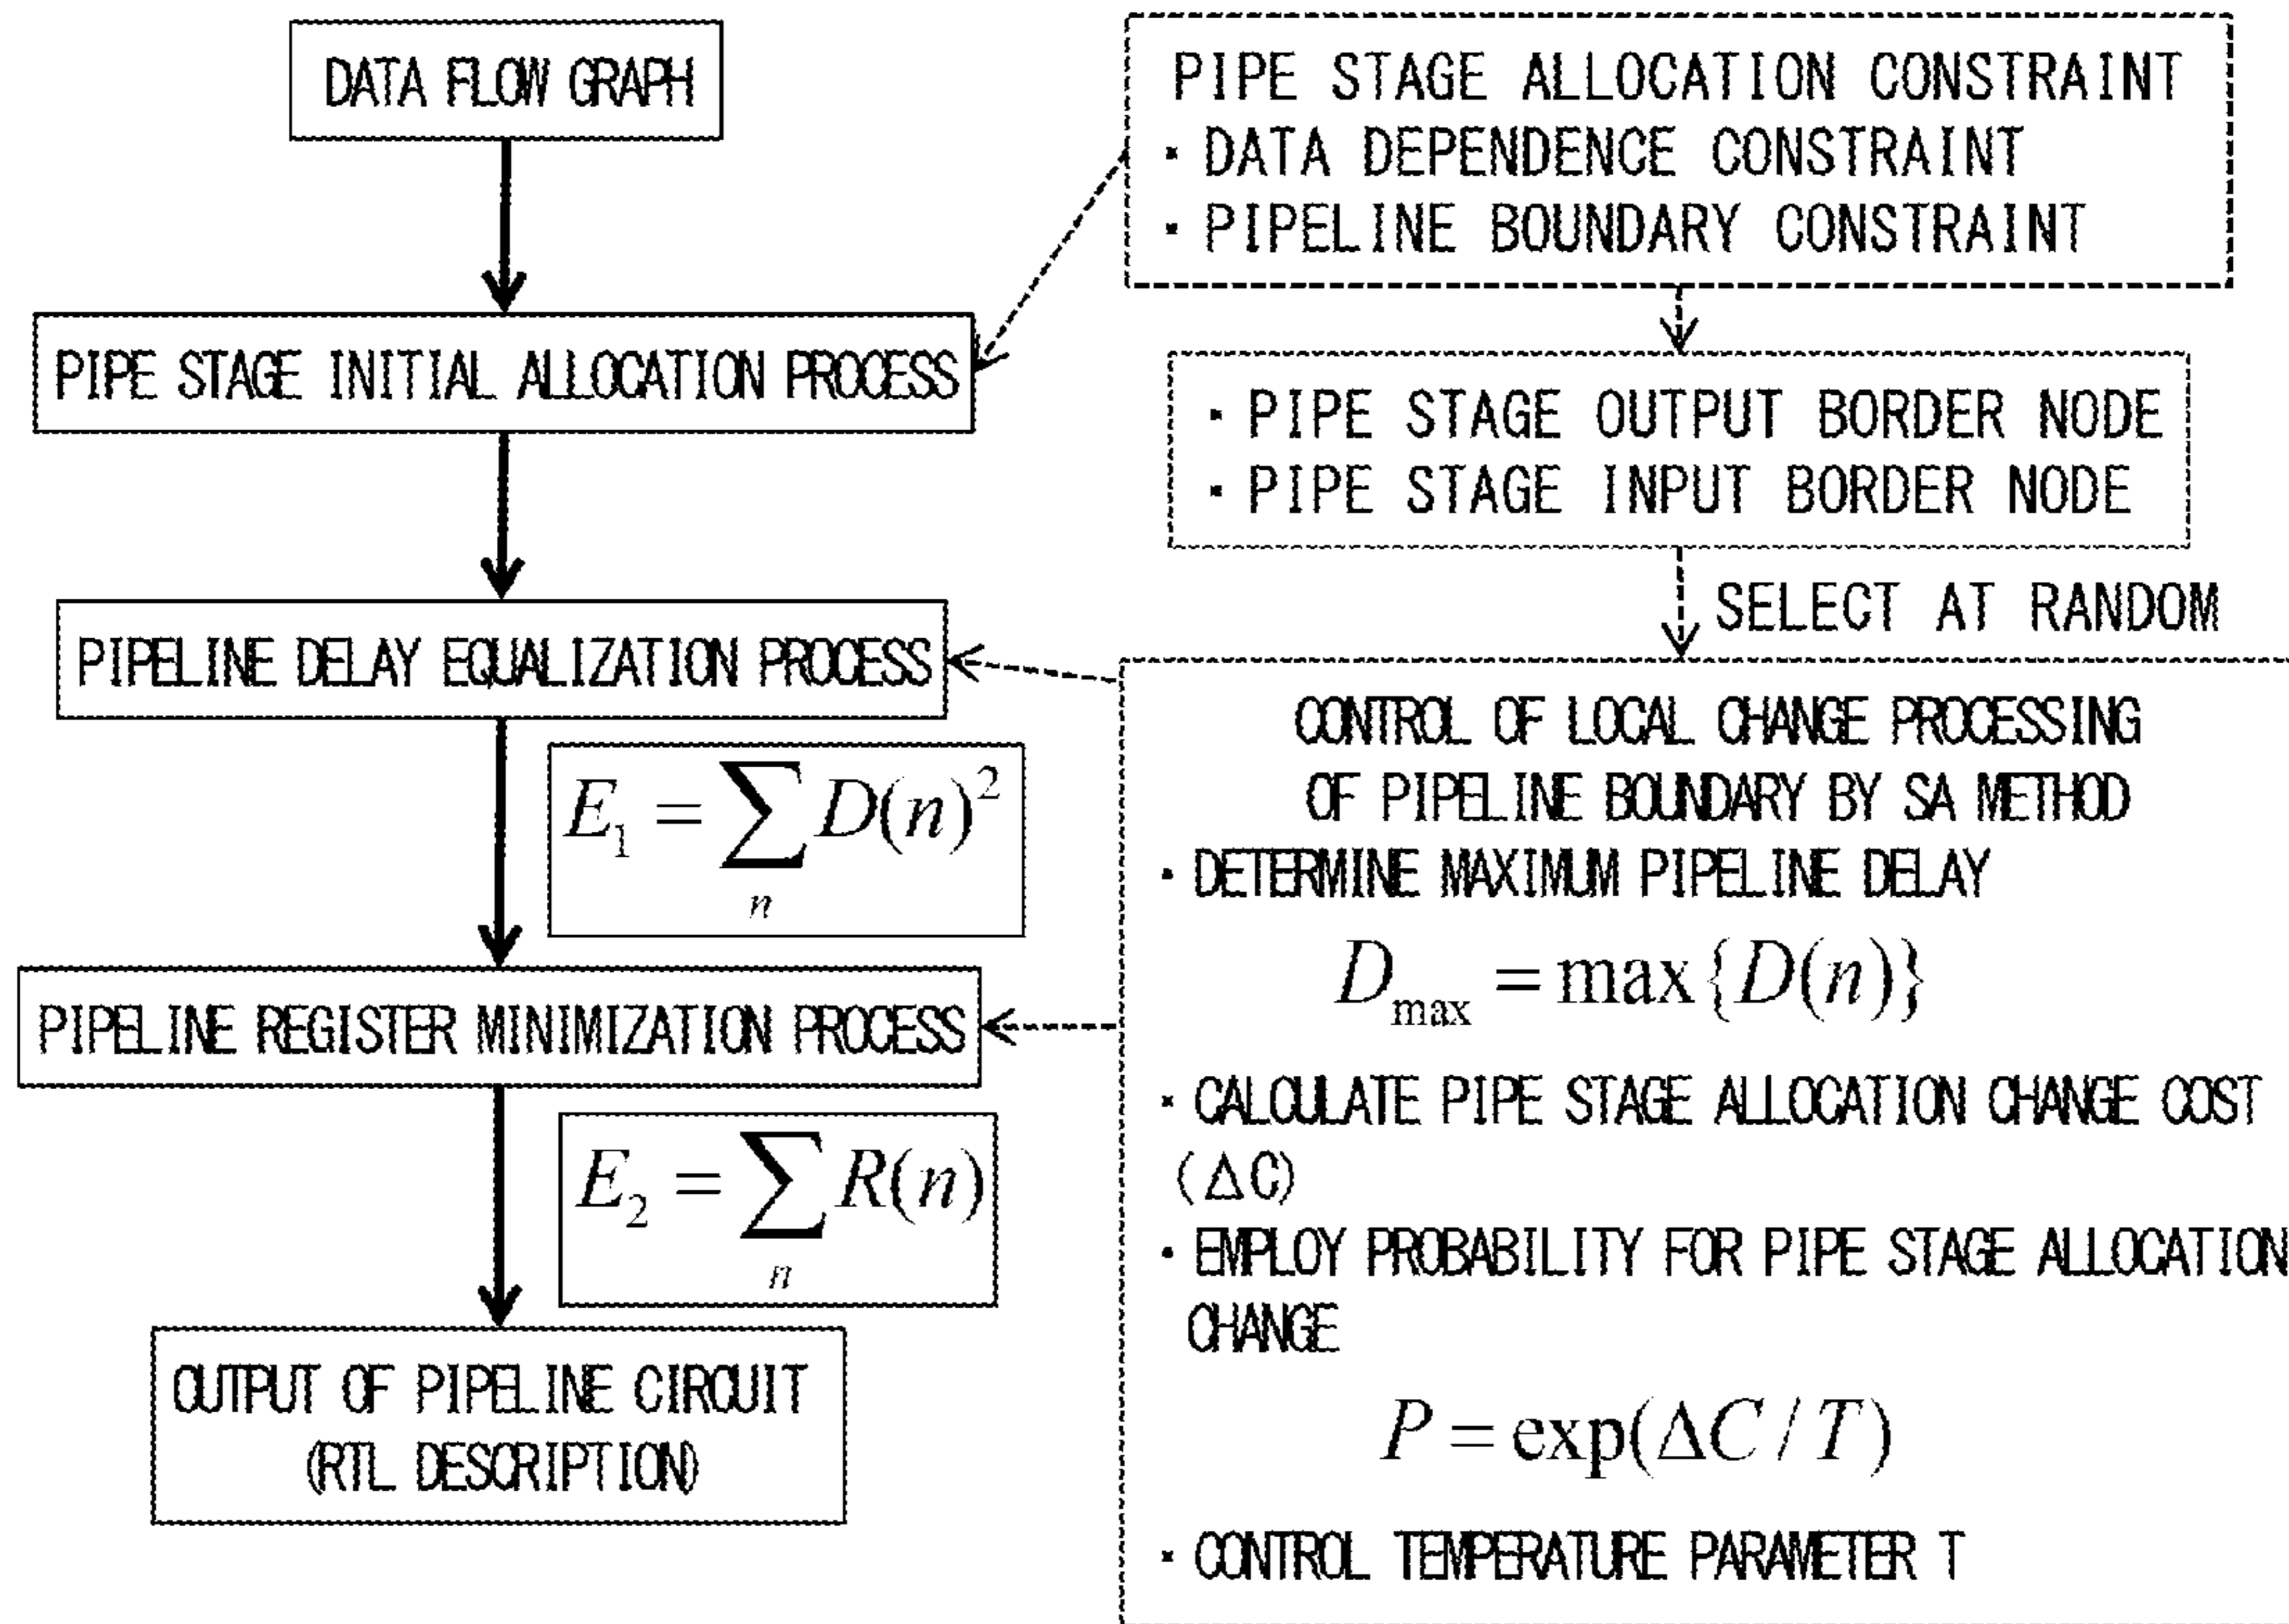 DATA FLOW GRAPH
PIPE STAGE INITIAL ALLOCATION PROCESS
PIPELINE DELAY EQUALIZATION PROCESS
E₁ = ∑ D(n)²
n
PIPELINE REGISTER MINIMIZATION PROCESS
E₂ = ∑ R(n)
n
OUTPUT OF PIPELINE CIRCUIT
(RTL DESCRIPTION)
PIPE STAGE ALLOCATION CONSTRAINT
・DATA DEPENDENCE CONSTRAINT
・PIPELINE BOUNDARY CONSTRAINT
・PIPE STAGE OUTPUT BORDER NODE
・PIPE STAGE INPUT BORDER NODE
SELECT AT RANDOM
CONTROL OF LOCAL CHANGE PROCESSING
OF PIPELINE BOUNDARY BY SA METHOD
・DETERMINE MAXIMUM PIPELINE DELAY
D_max = max{D(n)}
・CALCULATE PIPE STAGE ALLOCATION CHANGE COST
(ΔC)
・EMPLOY PROBABILITY FOR PIPE STAGE ALLOCATION
CHANGE
P = exp(ΔC / T)
・CONTROL TEMPERATURE PARAMETER T